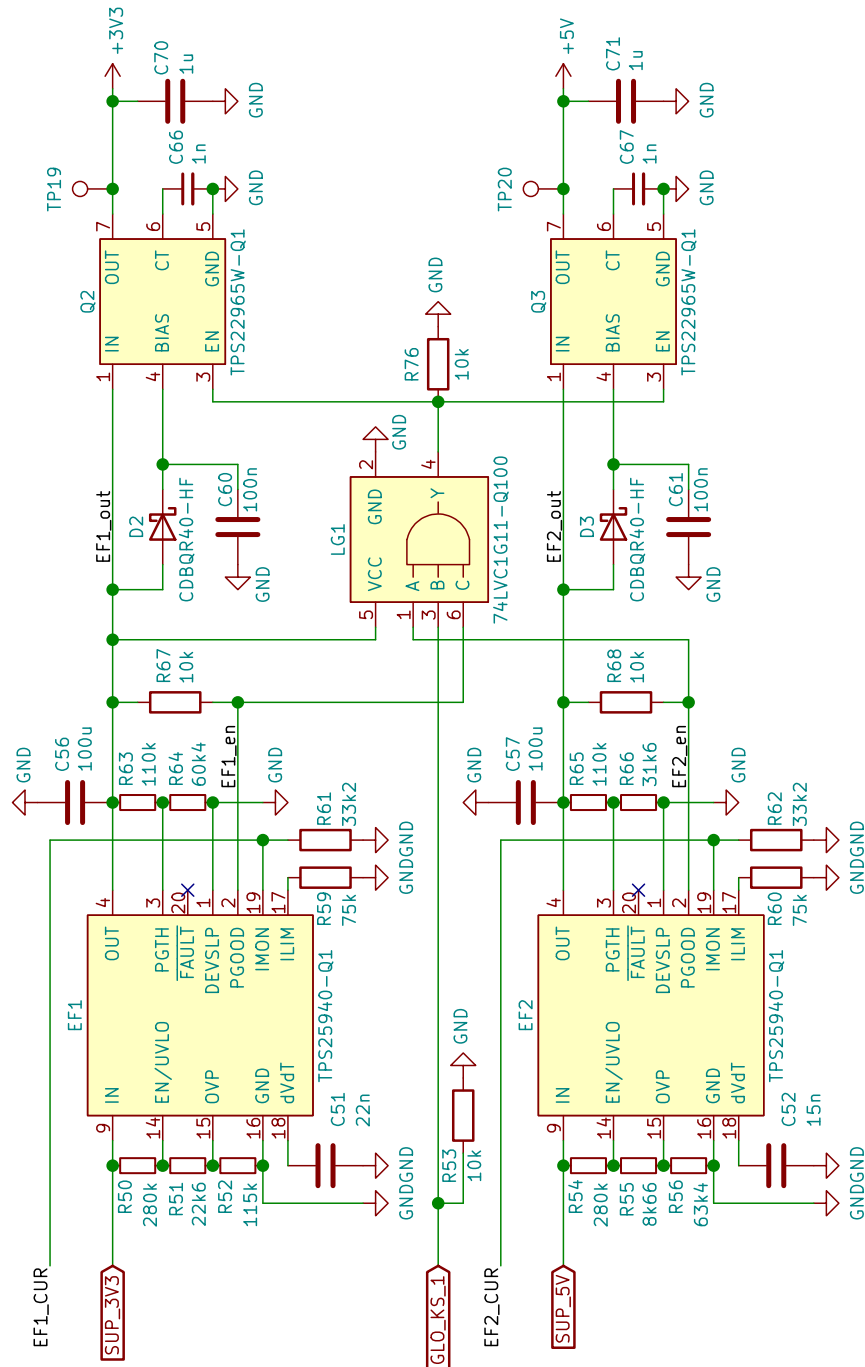 EF1_CUR
SUP_3V3
R50
280k
R51
22k6
R52
115k
GND
GND
C51
22n
EF1
TPS25940-Q1
IN
EN/UVLO
OVP
GND
dVdT
OUT
PGTH
FAULT
DEVSLP
PGOOD
IMON
ILIM
9
14
15
16
18
4
3
20
1
2
19
17
GND
C56
100u
R63
110k
R64
60k4
GND
R59
75k
R61
33k2
GND
GND
EF1_en
R67
10k
EF1_out
D2
CDBQR40-HF
C60
100n
GND
Q2
TPS22965W-Q1
IN
BIAS
EN
OUT
CT
GND
1
4
3
7
6
5
TP19
C66
1n
GND
C70
1u
GND
+3V3
GLO_KS_1
R53
10k
GND
LG1
74LVC1G11-Q100
VCC
GND
A
B
C
Y
5
1
3
6
2
4
GND
R76
10k
GND
EF2_CUR
SUP_5V
R54
280k
R55
8k66
R56
63k4
GND
GND
C52
15n
EF2
TPS25940-Q1
IN
EN/UVLO
OVP
GND
dVdT
OUT
PGTH
FAULT
DEVSLP
PGOOD
IMON
ILIM
9
14
15
16
18
4
3
20
1
2
19
17
GND
C57
100u
R65
110k
R66
31k6
GND
R60
75k
R62
33k2
GND
GND
EF2_en
R68
10k
EF2_out
D3
CDBQR40-HF
C61
100n
GND
Q3
TPS22965W-Q1
IN
BIAS
EN
OUT
CT
GND
1
4
3
7
6
5
TP20
C67
1n
GND
C71
1u
GND
+5V